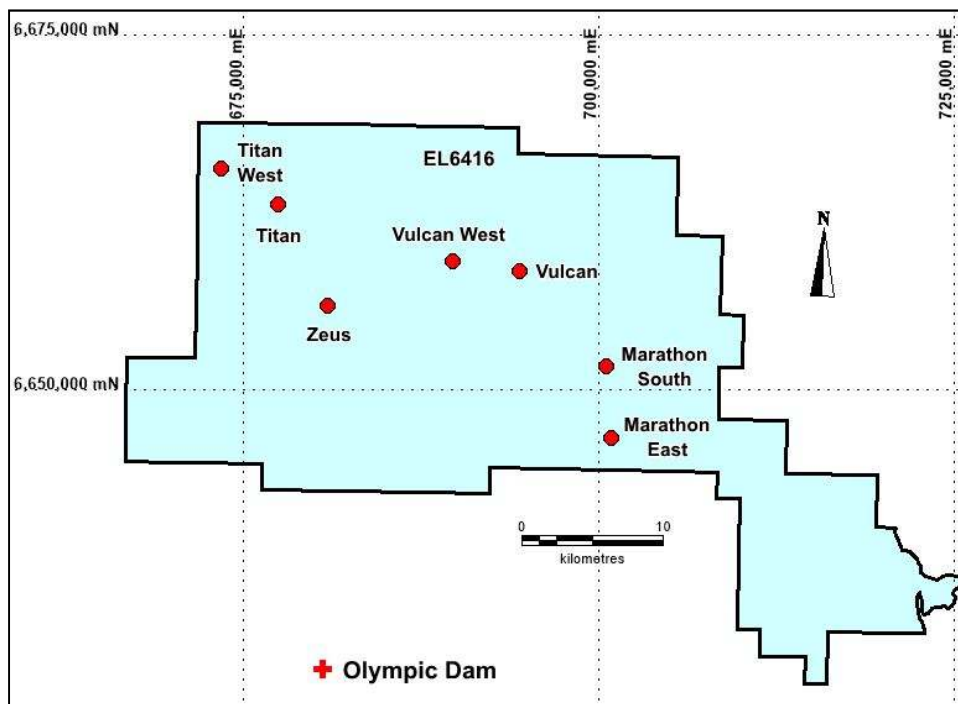 6,675,000 mN
675,000 mE
700,000 mE
725,000 mE
EL6416
Titan
West
Titan
Vulcan West
Vulcan
N
Zeus
Marathon
South
6,650,000 mN
Marathon
East
0 10
kilometres
Olympic Dam